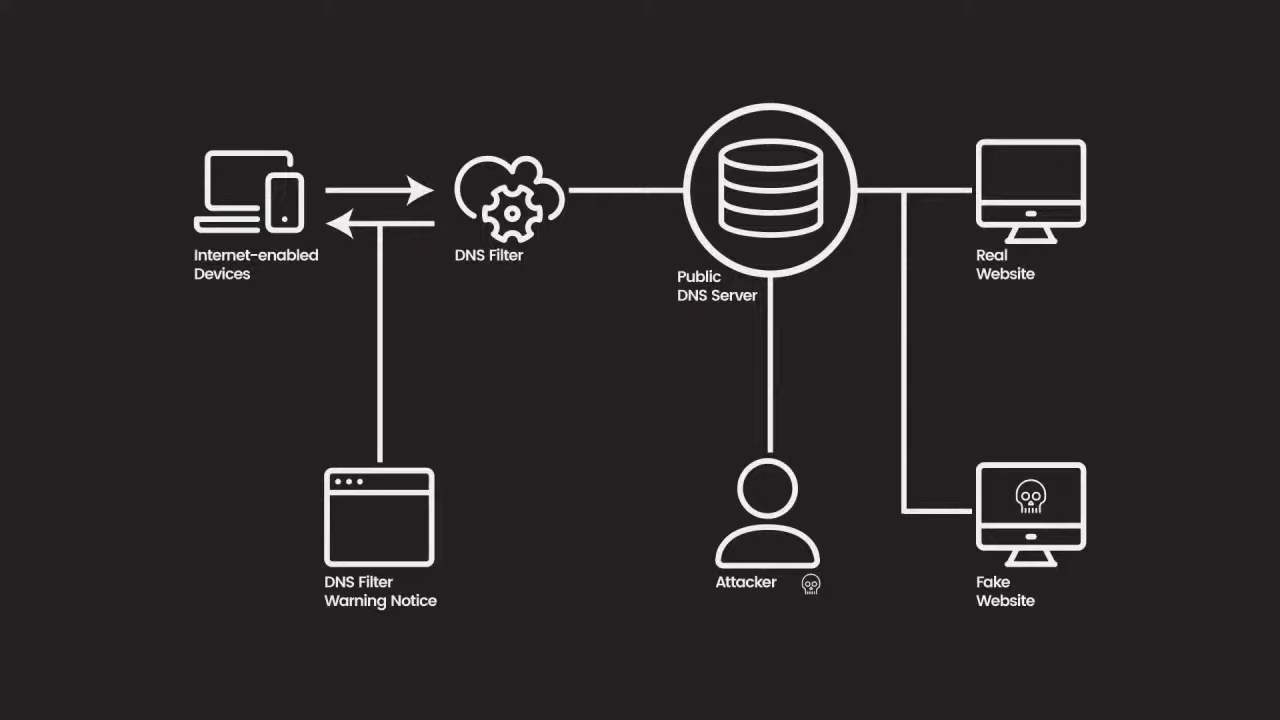 Internet-enabled
Devices
DNS Filter
Public
DNS Server
Real
Website
DNS Filter
Warning Notice
Attacker
Fake
Website